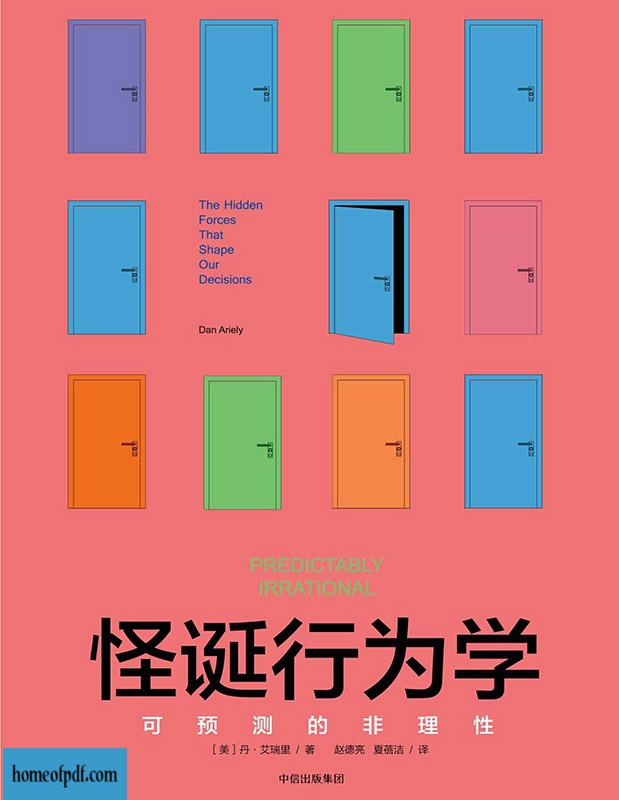 The Hidden
Forces
That
Shape
Our
Decisions
Dan Ariely
PREDICTABLY
IRRATIONAL
怪诞行为学
可预测的非理性
[美]丹·艾瑞里 / 著 赵德亮 夏蓓洁 / 译
中信出版集团
homeofpdf.com